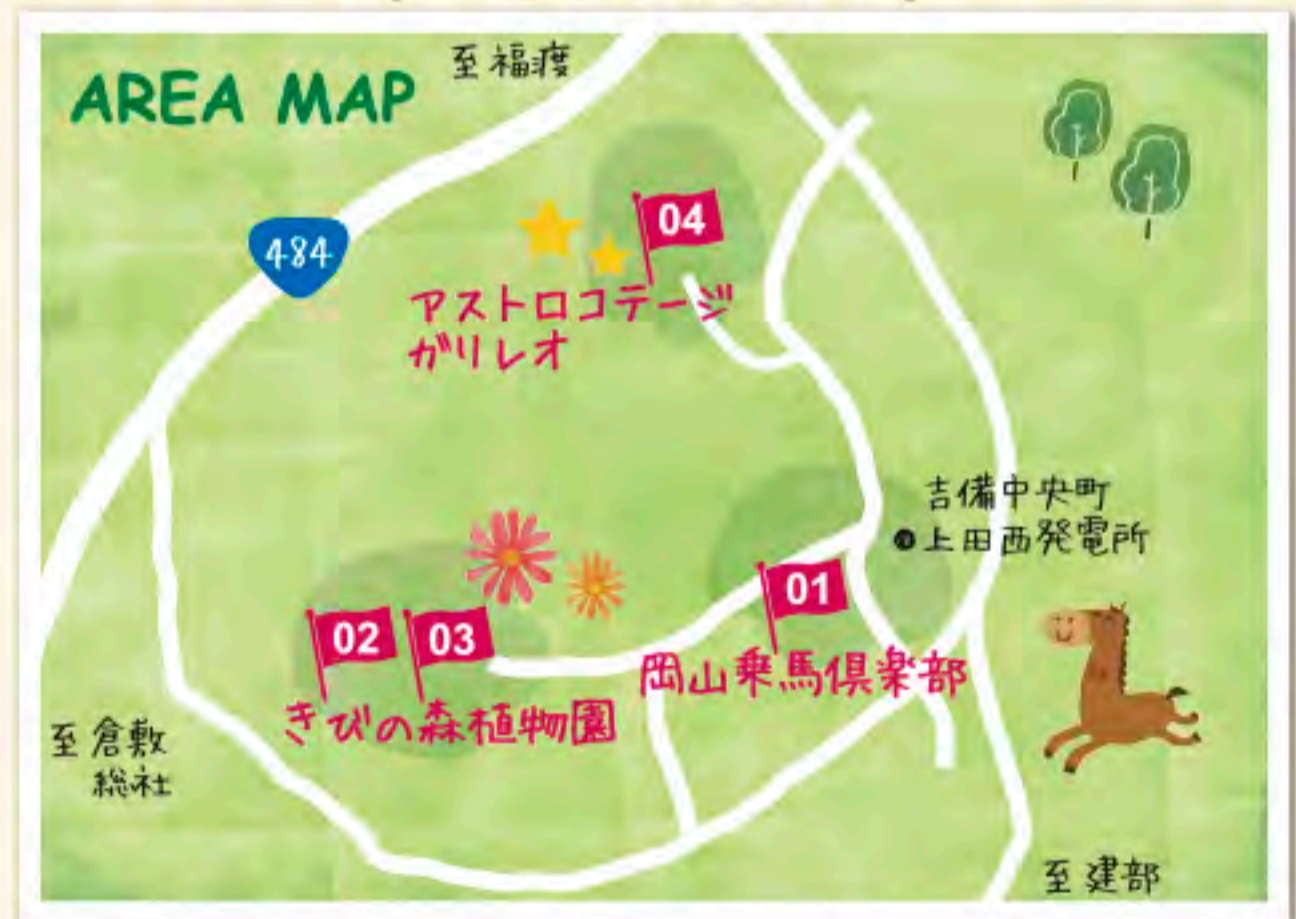 AREA MAP
至福渡
484
04
アストロコテージ
ガリレオ
吉備中央町
上田西発電所
01
岡山乗馬倶楽部
02
03
きびの森植物園
至倉敷
総社
至建部